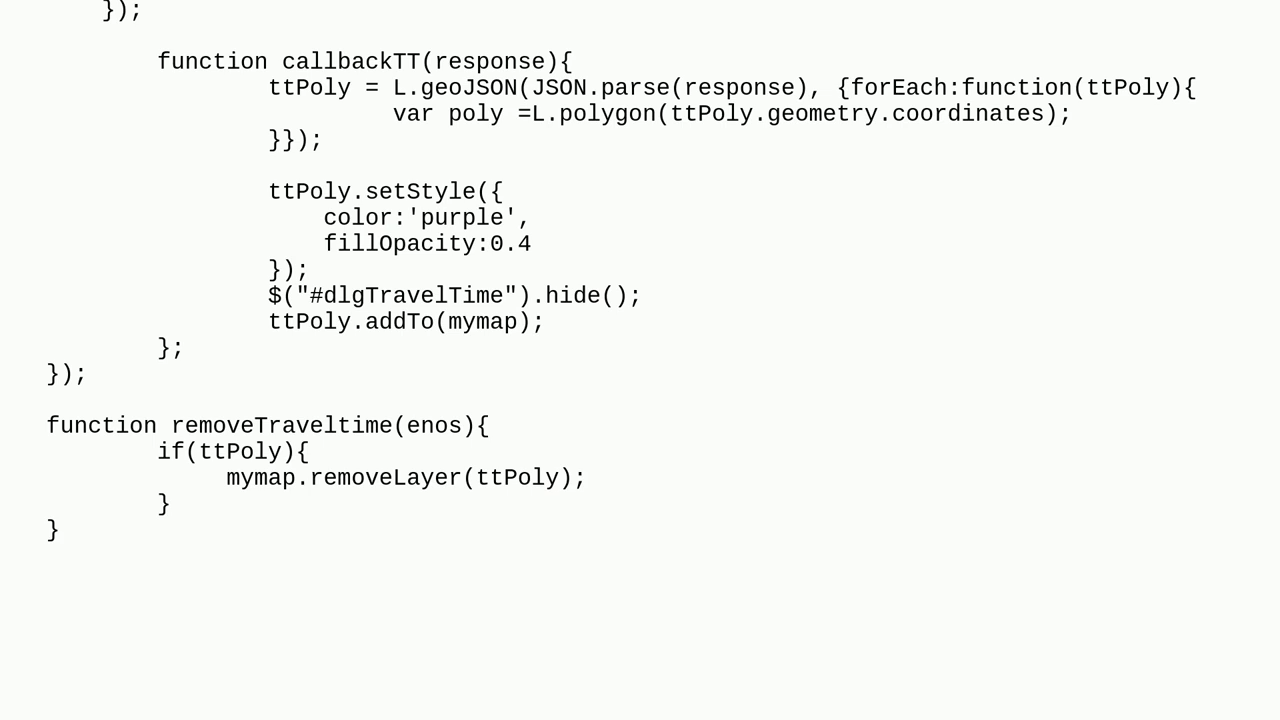 });
function callbackTT(response){
ttPoly = L.geoJSON(JSON.parse(response), {forEach:function(ttPoly){
var poly =L.polygon(ttPoly.geometry.coordinates);
}});
ttPoly.setStyle({
color:'purple',
fillOpacity:0.4
});
$("#dlgTravelTime").hide();
ttPoly.addTo(mymap);
};
});
function removeTraveltime(enos){
if(ttPoly){
mymap.removeLayer(ttPoly);
}
}